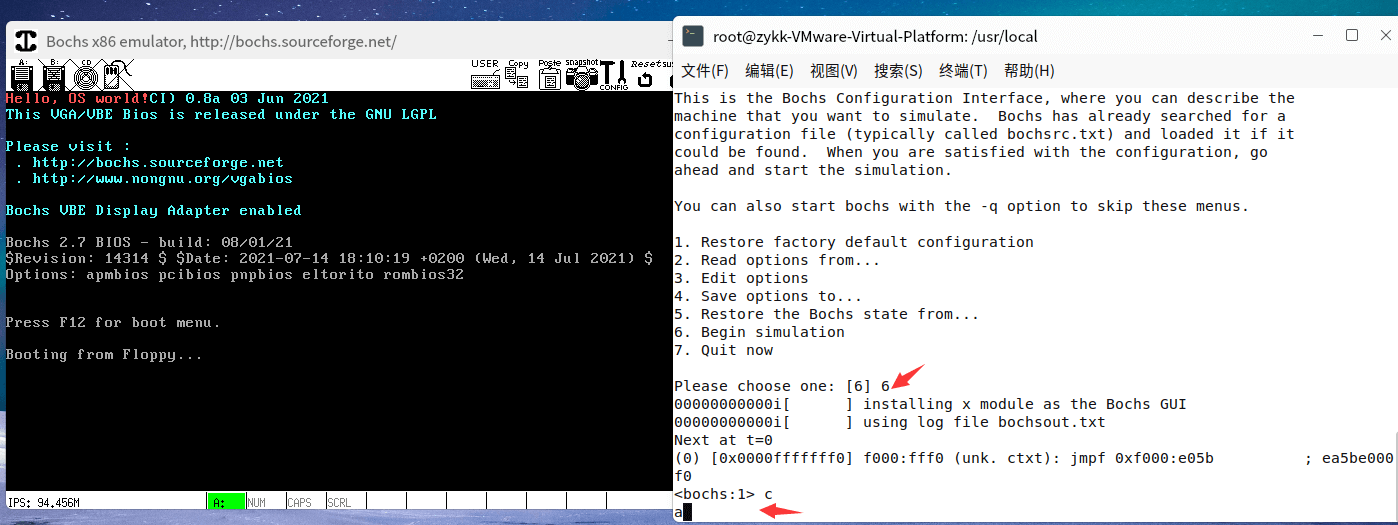 Bochs x86 emulator, http://bochs.sourceforge.net/
A: B: CD USER Copy Paste snapshot CONFIG Reset
Hello, OS world!CI) 0.8a 03 Jun 2021
This VGA/VBE Bios is released under the GNU LGPL
Please visit :
. http://bochs.sourceforge.net
. http://www.nongnu.org/vgabios
Bochs VBE Display Adapter enabled
Bochs 2.7 BIOS - build: 08/01/21
$Revision: 14314 $ $Date: 2021-07-14 18:10:19 +0200 (Wed, 14 Jul 2021) $
Options: apmbios pcibios pnpbios eltorito rombios32
Press F12 for boot menu.
Booting from Floppy...
IPS: 94.456M A: NUM CAPS SCRL
root@zykk-VMware-Virtual-Platform: /usr/local
文件(F) 编辑(E) 视图(V) 搜索(S) 终端(T) 帮助(H)
This is the Bochs Configuration Interface, where you can describe the
machine that you want to simulate.  Bochs has already searched for a
configuration file (typically called bochsrc.txt) and loaded it if it
could be found.  When you are satisfied with the configuration, go
ahead and start the simulation.
You can also start bochs with the -q option to skip these menus.
1. Restore factory default configuration
2. Read options from...
3. Edit options
4. Save options to...
5. Restore the Bochs state from...
6. Begin simulation
7. Quit now
Please choose one: [6] 6
00000000000i[      ] installing x module as the Bochs GUI
00000000000i[      ] using log file bochsout.txt
Next at t=0
(0) [0x0000fffffff0] f000:fff0 (unk. ctxt): jmpf 0xf000:e05b          ; ea5be000
f0
<bochs:1> c
a